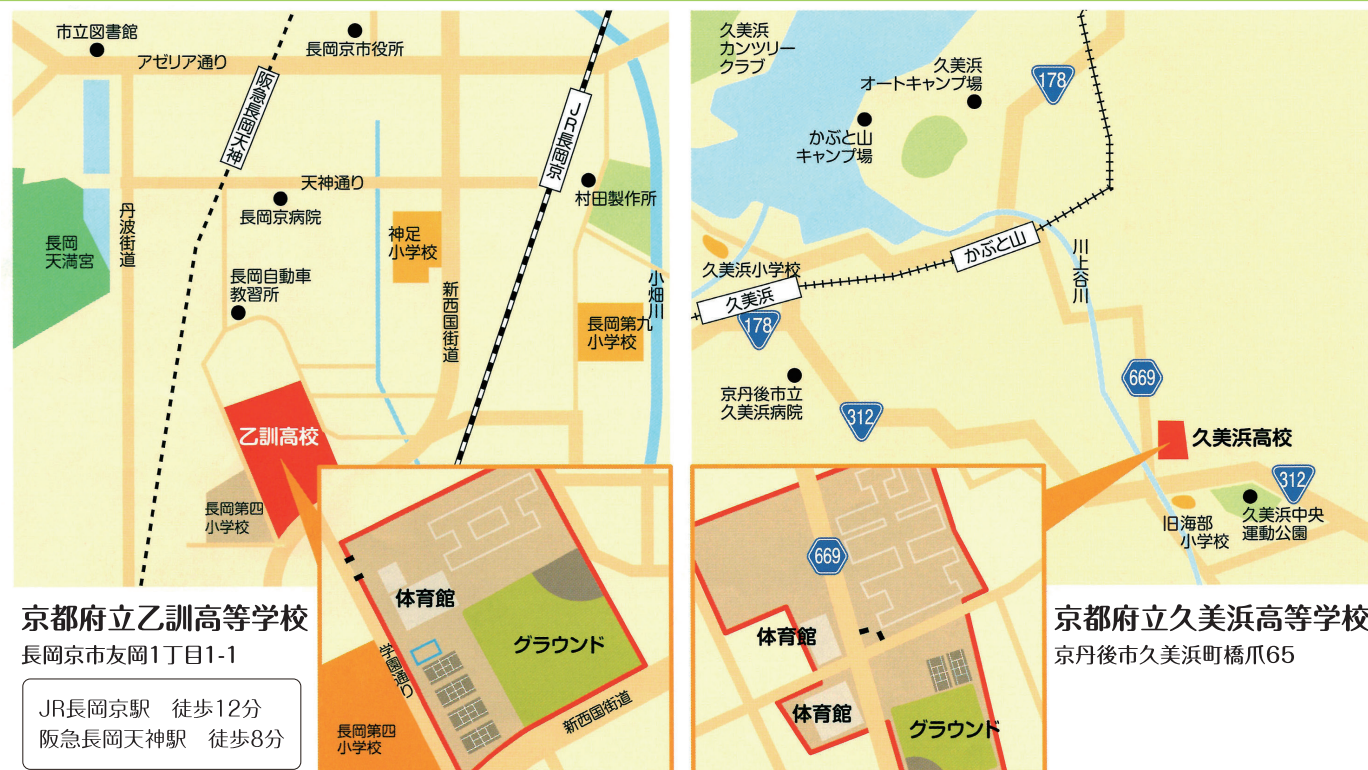 市立図書館
アゼリア通り
長岡京市役所
阪急長岡天神
JR長岡京
天神通り
長岡京病院
村田製作所
丹波街道
長岡
天満宮
神足
小学校
長岡自動車
教習所
新西国街道
小畑川
長岡第九
小学校
乙訓高校
長岡第四
小学校
体育館
グラウンド
学園通り
新西国街道
長岡第四
小学校
京都府立乙訓高等学校
長岡京市友岡1丁目1-1
JR長岡京駅 徒歩12分
阪急長岡天神駅 徒歩8分
久美浜
カンツリー
クラブ
久美浜
オートキャンプ場
178
かぶと山
キャンプ場
かぶと山
川上谷川
久美浜小学校
久美浜
178
京丹後市立
久美浜病院
312
669
久美浜高校
312
旧海部
小学校
久美浜中央
運動公園
669
体育館
体育館
グラウンド
京都府立久美浜高等学校
京丹後市久美浜町橋爪65